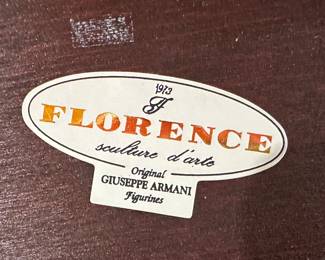 1973
FLORENCE
sculture d'arte
Original
GIUSEPPE ARMANI
Figurines